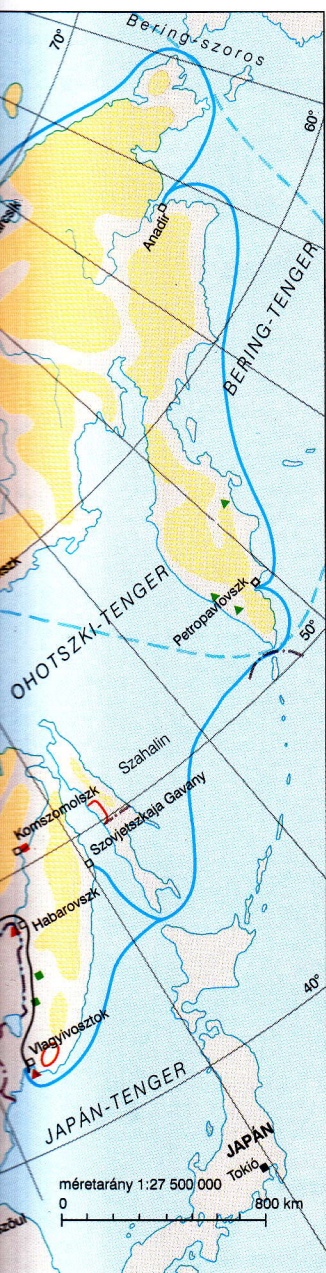 Bering-szoros
70°
60°
Anadir
BERING-TENGER
OHOTSZKI-TENGER
Petropavlovszk
50°
Szahalin
Komszomolszk
Szovjetszkaja Gavany
Habarovszk
40°
Vlagyivosztok
JAPÁN-TENGER
JAPÁN
Tokió
méretarány 1:27 500 000
0 800 km